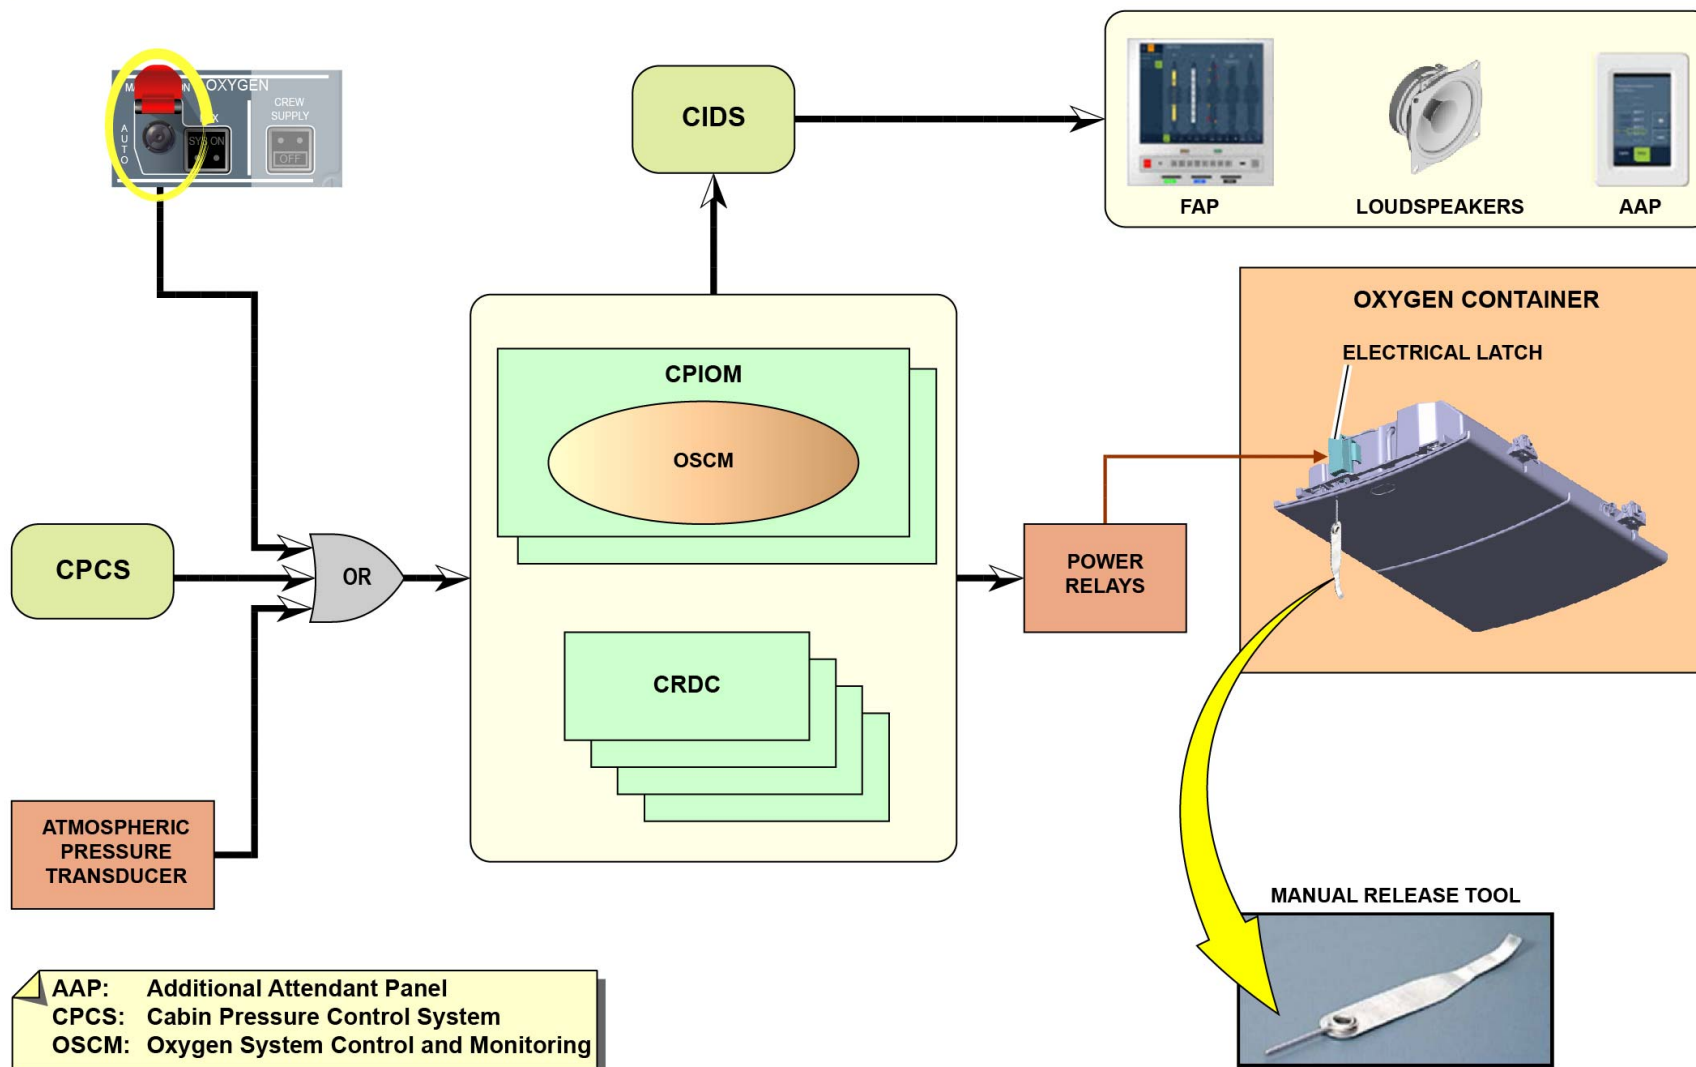 OXYGEN
CREW
SUPPLY
AUTO
SYS ON
OFF
CIDS
FAP
LOUDSPEAKERS
AAP
OXYGEN CONTAINER
ELECTRICAL LATCH
CPIOM
OSCM
CPCS
OR
POWER
RELAYS
CRDC
ATMOSPHERIC
PRESSURE
TRANSDUCER
MANUAL RELEASE TOOL
AAP: Additional Attendant Panel
CPCS: Cabin Pressure Control System
OSCM: Oxygen System Control and Monitoring